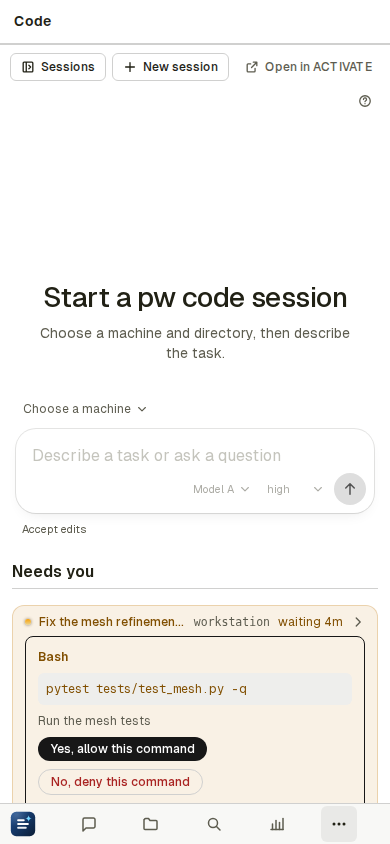 Code
Sessions
New session
Open in ACTIVATE
Start a pw code session
Choose a machine and directory, then describe
the task.
Choose a machine
Describe a task or ask a question
Model A
high
Accept edits
Needs you
Fix the mesh refinemen... workstation waiting 4m
Bash
pytest tests/test_mesh.py -q
Run the mesh tests
Yes, allow this command
No, deny this command